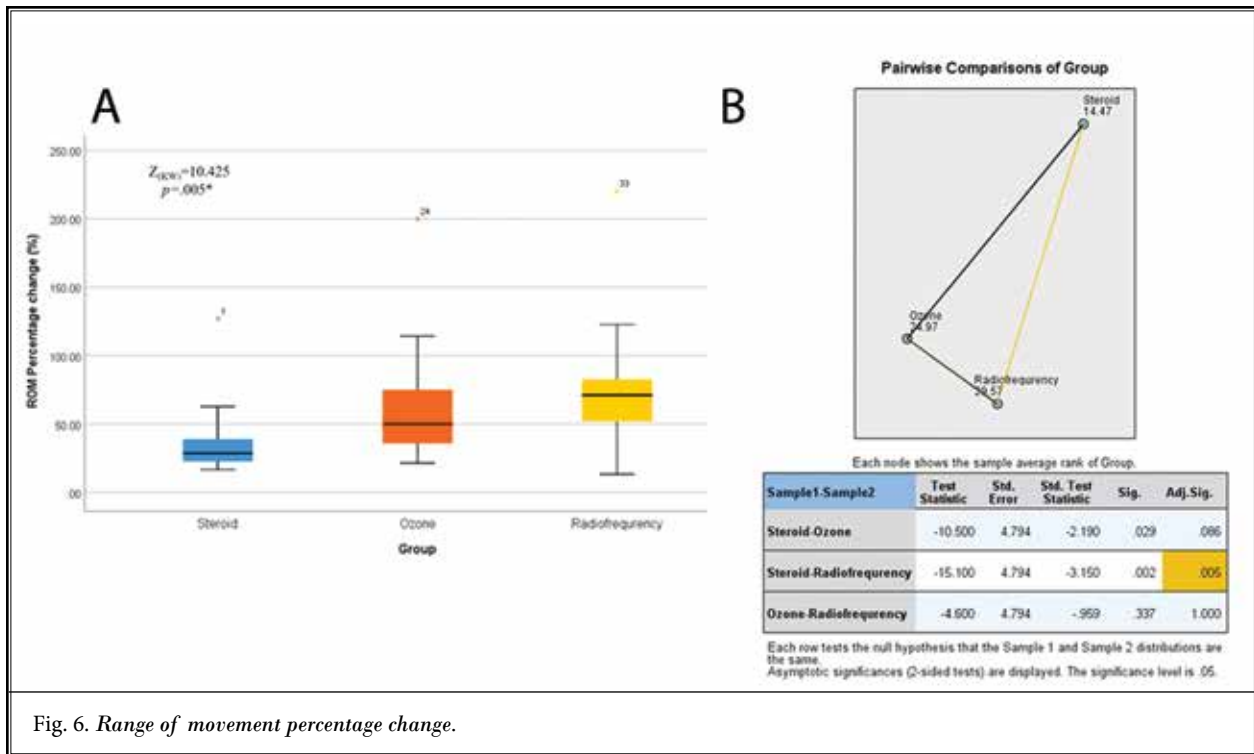 A
250.00
200.00
150.00
100.00
50.00
.00
ROM Percentage change (%)
Z(KW)=10.425
p=.005*
24
33
Steroid
Ozone
Radiofrequrency
Group
B
Pairwise Comparisons of Group
Steroid
14.47
Ozone
24.97
Radiofrequrency
29.57
Each node shows the sample average rank of Group.
Sample1-Sample2 Test Statistic Std. Error Std. Test Statistic Sig. Adj.Sig.
Steroid-Ozone -10.500 4.794 -2.190 .029 .086
Steroid-Radiofrequrency -15.100 4.794 -3.150 .002 .005
Ozone-Radiofrequrency -4.600 4.794 -.959 .337 1.000
Each row tests the null hypothesis that the Sample 1 and Sample 2 distributions are
the same.
Asymptotic significances (2-sided tests) are displayed. The significance level is .05.
Fig. 6. Range of movement percentage change.